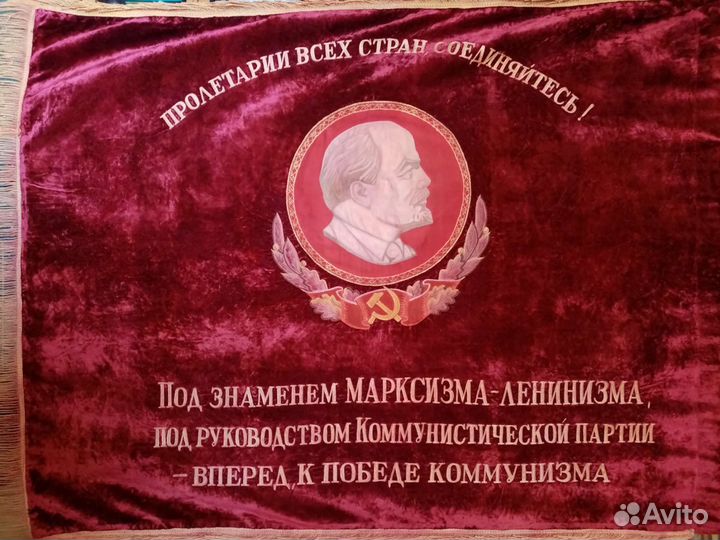 ПРОЛЕТАРИИ ВСЕХ СТРАН СОЕДИНЯЙТЕСЬ!
ПОД ЗНАМЕНЕМ МАРКСИЗМА-ЛЕНИНИЗМА,
ПОД РУКОВОДСТВОМ КОММУНИСТИЧЕСКОЙ ПАРТИИ
– ВПЕРЕД, К ПОБЕДЕ КОММУНИЗМА
Avito